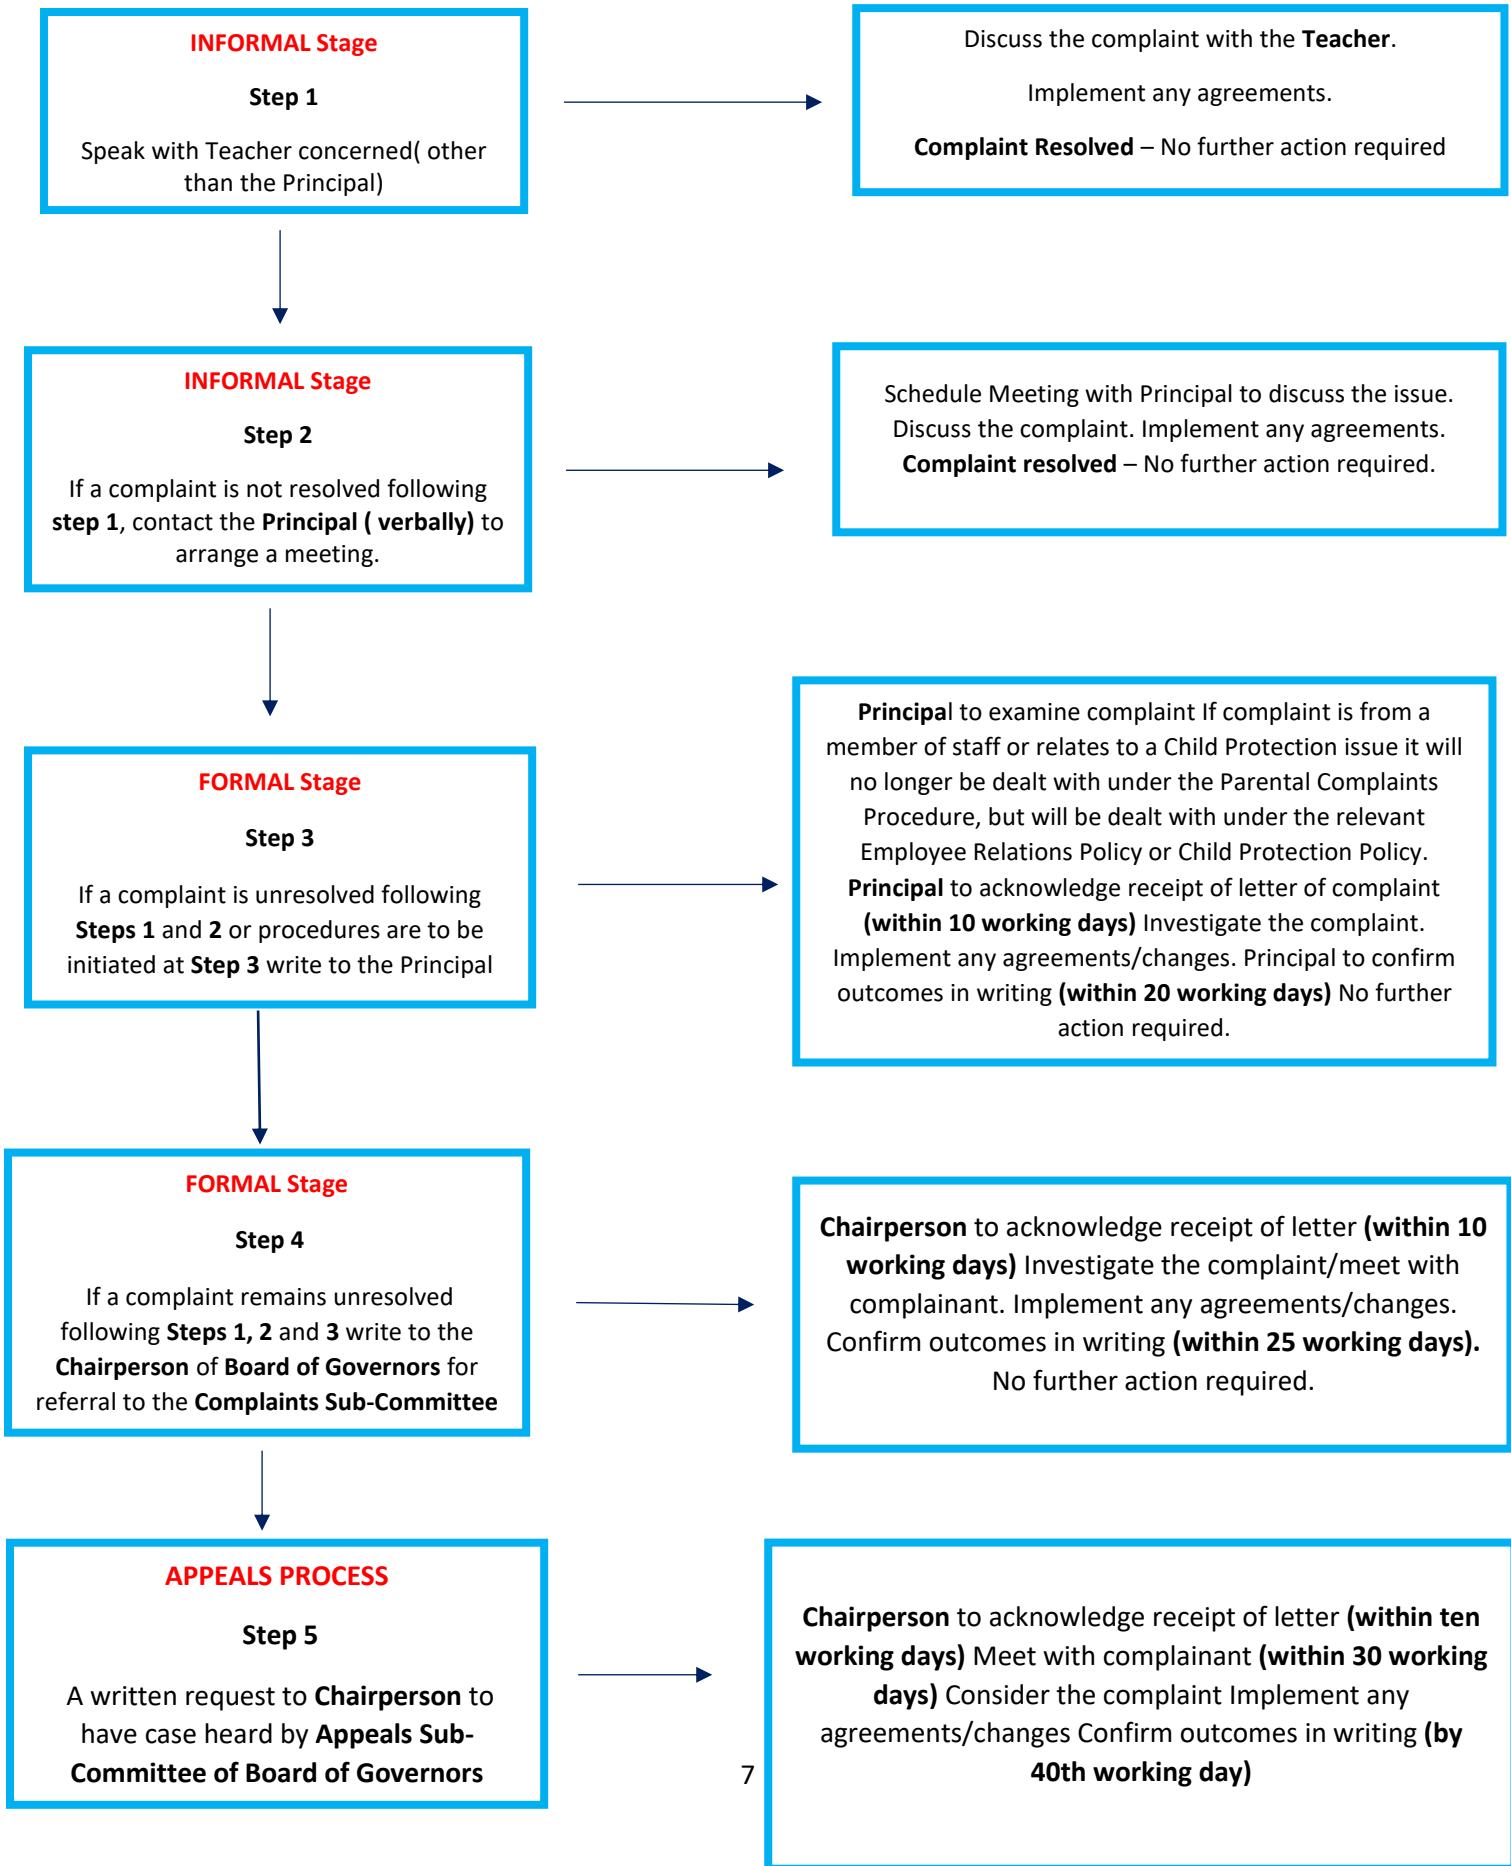 INFORMAL Stage
Step 1
Speak with Teacher concerned( other
than the Principal)
Discuss the complaint with the Teacher.
Implement any agreements.
Complaint Resolved – No further action required
INFORMAL Stage
Step 2
If a complaint is not resolved following
step 1, contact the Principal ( verbally) to
arrange a meeting.
Schedule Meeting with Principal to discuss the issue.
Discuss the complaint. Implement any agreements.
Complaint resolved – No further action required.
FORMAL Stage
Step 3
If a complaint is unresolved following
Steps 1 and 2 or procedures are to be
initiated at Step 3 write to the Principal
Principal to examine complaint If complaint is from a
member of staff or relates to a Child Protection issue it will
no longer be dealt with under the Parental Complaints
Procedure, but will be dealt with under the relevant
Employee Relations Policy or Child Protection Policy.
Principal to acknowledge receipt of letter of complaint
(within 10 working days) Investigate the complaint.
Implement any agreements/changes. Principal to confirm
outcomes in writing (within 20 working days) No further
action required.
FORMAL Stage
Step 4
If a complaint remains unresolved
following Steps 1, 2 and 3 write to the
Chairperson of Board of Governors for
referral to the Complaints Sub-Committee
Chairperson to acknowledge receipt of letter (within 10
working days) Investigate the complaint/meet with
complainant. Implement any agreements/changes.
Confirm outcomes in writing (within 25 working days).
No further action required.
APPEALS PROCESS
Step 5
A written request to Chairperson to
have case heard by Appeals Sub-
Committee of Board of Governors
Chairperson to acknowledge receipt of letter (within ten
working days) Meet with complainant (within 30 working
days) Consider the complaint Implement any
agreements/changes Confirm outcomes in writing (by
40th working day)
7